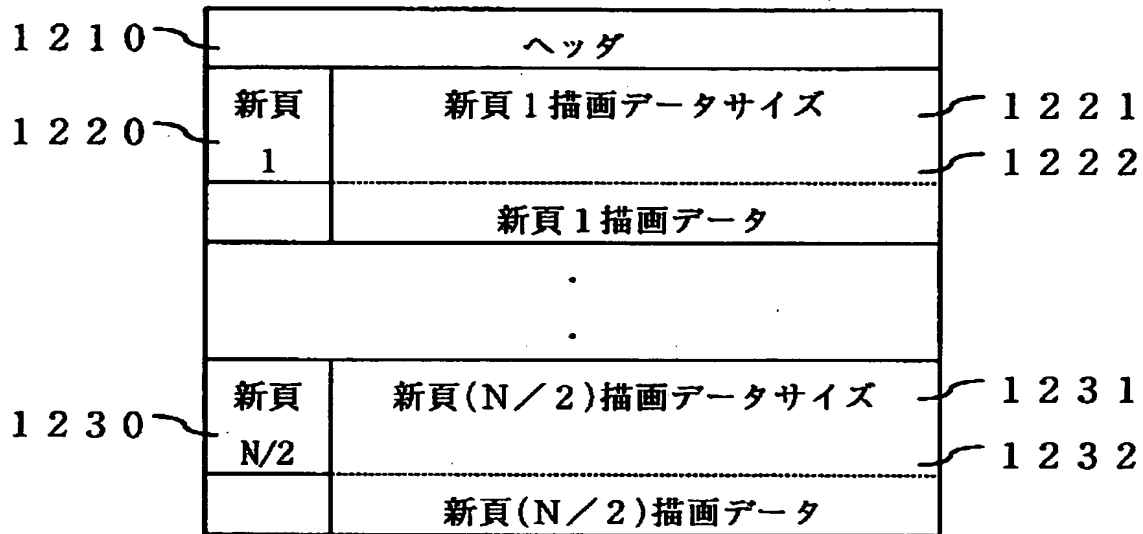 1210 ヘッダ
新頁 新頁1描画データサイズ 1221
1220
1 1222
新頁1描画データ
・
・
新頁 新頁(N/2)描画データサイズ 1231
1230
N/2 1232
新頁(N/2)描画データ